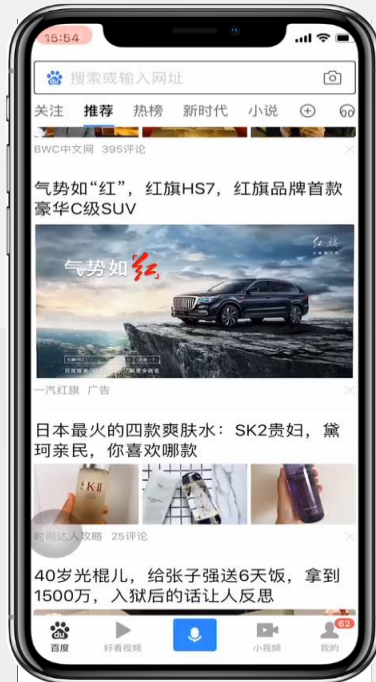 15:54
搜索或输入网址
关注 推荐 热榜 新时代 小说
BWC中文网 395评论
气势如“红”，红旗HS7，红旗品牌首款
豪华C级SUV
红旗
气势如红
一汽红旗 广告
日本最火的四款爽肤水：SK2贵妇，黛
珂亲民，你喜欢哪款
SK-II
时尚达人攻略 25评论
40岁光棍儿，给张子强送6天饭，拿到
1500万，入狱后的话让人反思
62
du
百度 好看视频 小视频 我的